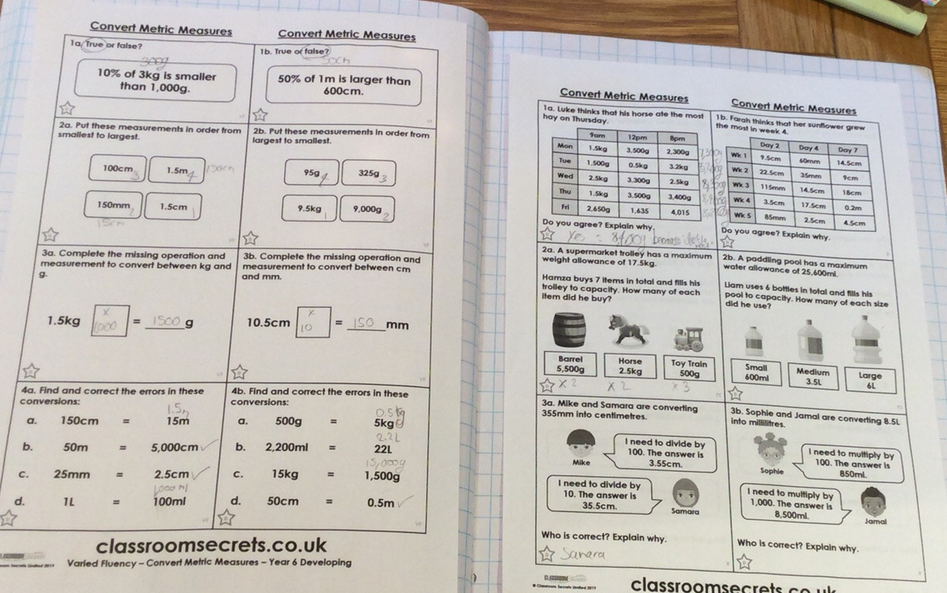 Convert Metric Measures
Convert Metric Measures
1a. True or false?
300g
10% of 3kg is smaller
than 1,000g.
1b. True or false?
50cm
50% of 1m is larger than
600cm.
2a. Put these measurements in order from
smallest to largest.
100cm 3
1.5m 4 150cm
150mm
1.5cm 1
15cm
2b. Put these measurements in order from
largest to smallest.
95g 4
325g 3
9.5kg 1
9,000g 2
3a. Complete the missing operation and
measurement to convert between kg and
g.
1.5kg x 1000 = 1500 g
3b. Complete the missing operation and
measurement to convert between cm
and mm.
10.5cm x 10 = 150 mm
4a. Find and correct the errors in these
conversions:
1.5m
a. 150cm = 15m
b. 50m = 5,000cm ✓
c. 25mm = 2.5cm ✓
1,000ml
d. 1L = 100ml
4b. Find and correct the errors in these
conversions:
0.5kg
a. 500g = 5kg
2.2L
b. 2,200ml = 22L
15,000g
c. 15kg = 1,500g
d. 50cm = 0.5m ✓
classroomsecrets.co.uk
Varied Fluency – Convert Metric Measures – Year 6 Developing
Convert Metric Measures
Convert Metric Measures
1a. Luke thinks that his horse ate the most
hay on Thursday.
9am 12pm 8pm
Mon 1.5kg 3,500g 2,300g
Tue 1,500g 0.5kg 3.2kg
Wed 2.5kg 3,300g 2.5kg
Thu 1.5kg 3,500g 3,400g
Fri 2,650g 1,635 4,015
Do you agree? Explain why.
Yes 8,400g
1b. Farah thinks that her sunflower grew
the most in week 4.
Day 2 Day 4 Day 7
Wk 1 9.5cm 60mm 14.5cm
Wk 2 22.5cm 35mm 9cm
Wk 3 115mm 14.5cm 18cm
Wk 4 3.5cm 17.5cm 0.2m
Wk 5 85mm 2.5cm 4.5cm
Do you agree? Explain why.
2a. A supermarket trolley has a maximum
weight allowance of 17.5kg.
Hamza buys 7 items in total and fills his
trolley to capacity. How many of each
item did he buy?
Barrel
5,500g
Horse
2.5kg
Toy Train
500g
x 2 x 2 x 3
2b. A paddling pool has a maximum
water allowance of 25,600ml.
Liam uses 6 bottles in total and fills his
pool to capacity. How many of each size
did he use?
Small
600ml
Medium
3.5L
Large
6L
3a. Mike and Samara are converting
355mm into centimetres.
I need to divide by
100. The answer is
3.55cm.
Mike
I need to divide by
10. The answer is
35.5cm.
Samara
Who is correct? Explain why.
Samara
3b. Sophie and Jamal are converting 8.5L
into millilitres.
I need to multiply by
100. The answer is
850ml.
Sophie
I need to multiply by
1,000. The answer is
8,500ml.
Jamal
Who is correct? Explain why.
© Classroom Secrets Limited 2019
classroomsecrets.co.uk